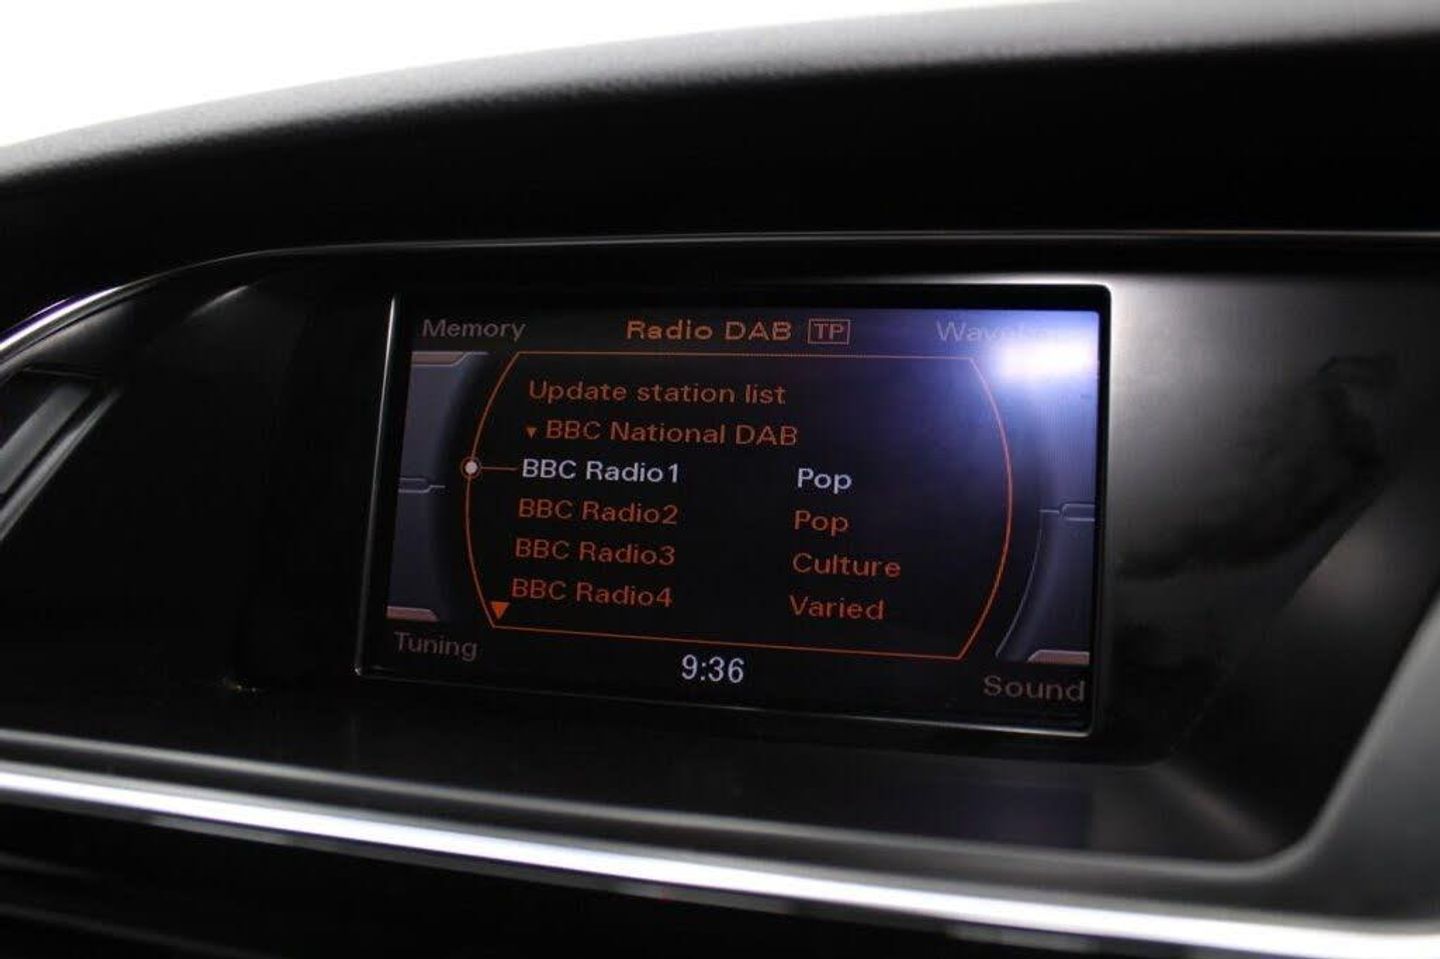 Memory Radio DAB TP
Update station list
BBC National DAB
BBC Radio1 Pop
BBC Radio2 Pop
BBC Radio3 Culture
BBC Radio4 Varied
Tuning 9:36 Sound